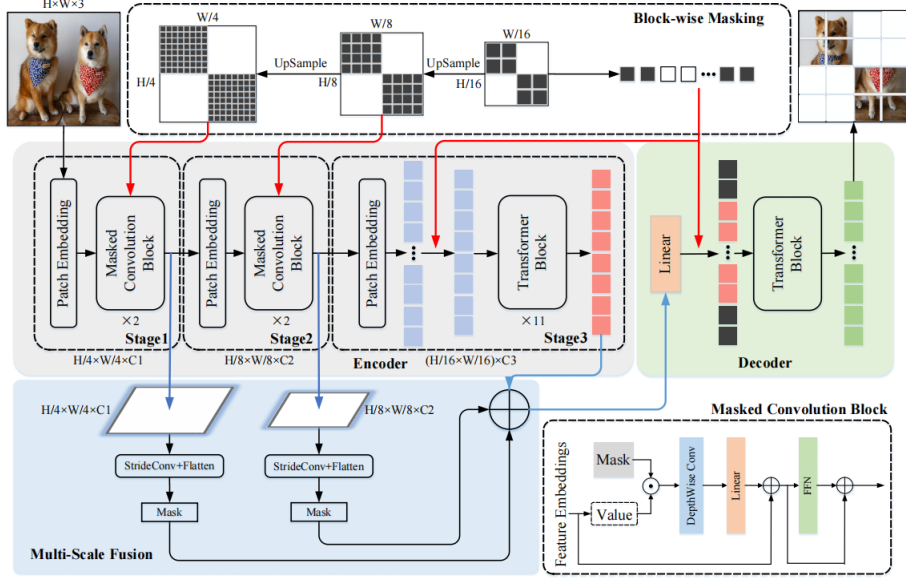 H×W×3
W/4
H/4
UpSample
W/8
H/8
UpSample
W/16
H/16
Block-wise Masking
Patch Embedding
Masked
Convolution
Block
×2
Stage1
H/4×W/4×C1
Patch Embedding
Masked
Convolution
Block
×2
Stage2
H/8×W/8×C2
Patch Embedding
Transformer
Block
×11
Stage3
Encoder
(H/16×W/16)×C3
Linear
Transformer
Block
Decoder
H/4×W/4×C1
H/8×W/8×C2
StrideConv+Flatten
StrideConv+Flatten
Mask
Mask
Multi-Scale Fusion
Masked Convolution Block
Feature Embeddings
Mask
Value
DepthWise Conv
Linear
FFN